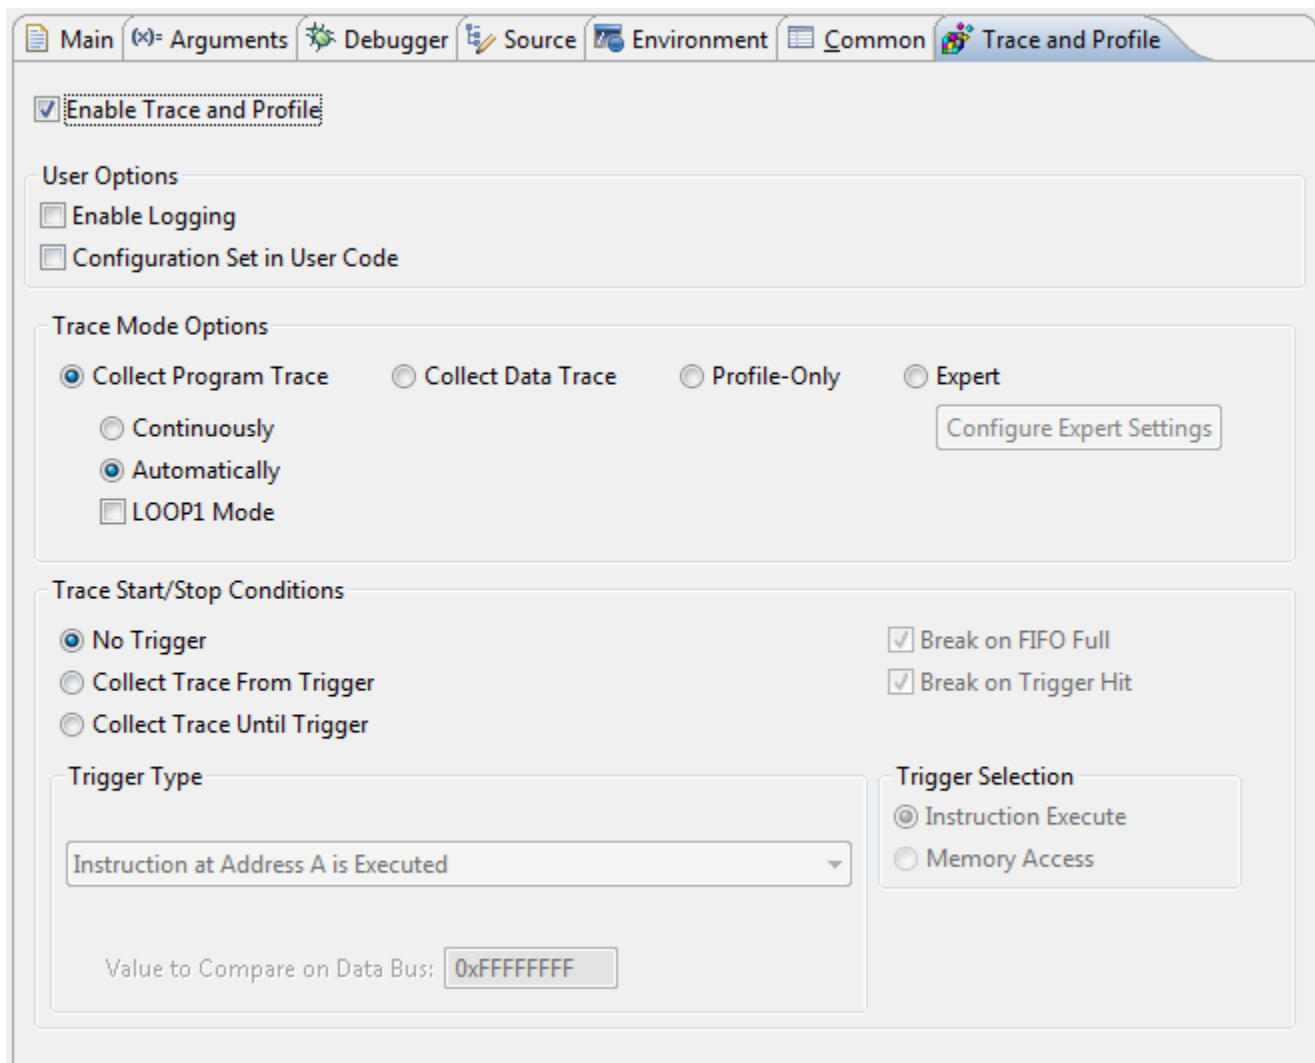 Main (x)= Arguments Debugger Source Environment Common Trace and Profile
Enable Trace and Profile
User Options
Enable Logging
Configuration Set in User Code
Trace Mode Options
Collect Program Trace Collect Data Trace Profile-Only Expert
Continuously Configure Expert Settings
Automatically
LOOP1 Mode
Trace Start/Stop Conditions
No Trigger Break on FIFO Full
Collect Trace From Trigger Break on Trigger Hit
Collect Trace Until Trigger
Trigger Type Trigger Selection
Instruction Execute
Instruction at Address A is Executed Memory Access
Value to Compare on Data Bus: 0xFFFFFFFF